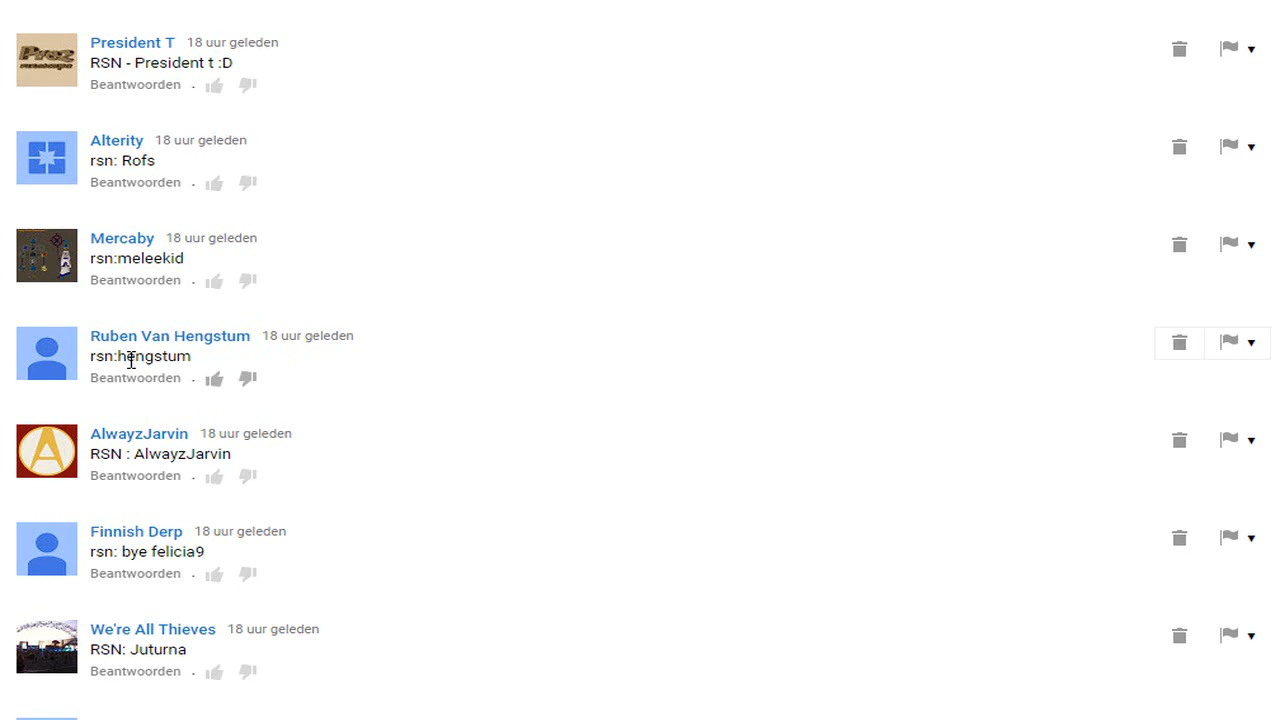 President T 18 uur geleden
RSN - President t :D
Beantwoorden .
Alterity 18 uur geleden
rsn: Rofs
Beantwoorden .
Mercaby 18 uur geleden
rsn:meleekid
Beantwoorden .
Ruben Van Hengstum 18 uur geleden
rsn:hengstum
Beantwoorden .
AlwayzJarvin 18 uur geleden
RSN : AlwayzJarvin
Beantwoorden .
Finnish Derp 18 uur geleden
rsn: bye felicia9
Beantwoorden .
We're All Thieves 18 uur geleden
RSN: Juturna
Beantwoorden .